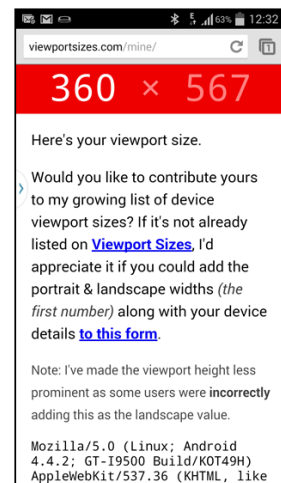 63% 12:32
viewportsizes.com/mine/
1
360 × 567
Here's your viewport size.
Would you like to contribute yours
to my growing list of device
viewport sizes? If it's not already
listed on Viewport Sizes, I'd
appreciate it if you could add the
portrait & landscape widths (the
first number) along with your device
details to this form.
Note: I've made the viewport height less
prominent as some users were incorrectly
adding this as the landscape value.
Mozilla/5.0 (Linux; Android
4.4.2; GT-I9500 Build/KOT49H)
AppleWebKit/537.36 (KHTML, like